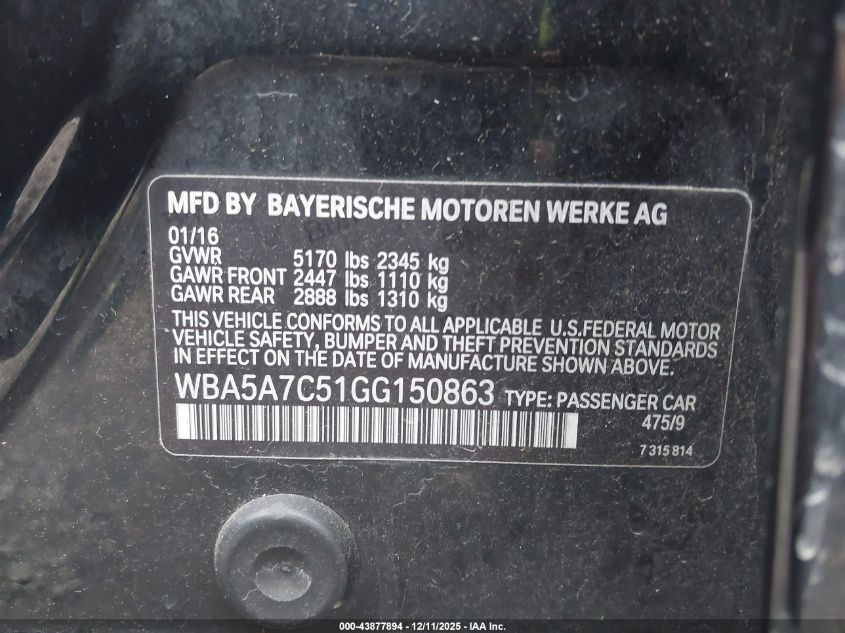 MFD BY BAYERISCHE MOTOREN WERKE AG
01/16
GVWR 5170 lbs 2345 kg
GAWR FRONT 2447 lbs 1110 kg
GAWR REAR 2888 lbs 1310 kg
THIS VEHICLE CONFORMS TO ALL APPLICABLE U.S.FEDERAL MOTOR
VEHICLE SAFETY, BUMPER AND THEFT PREVENTION STANDARDS
IN EFFECT ON THE DATE OF MANUFACTURE SHOWN ABOVE.
WBA5A7C51GG150863 TYPE: PASSENGER CAR
475/9
7 315 814
000-43877894 - 12/11/2025 - IAA Inc.